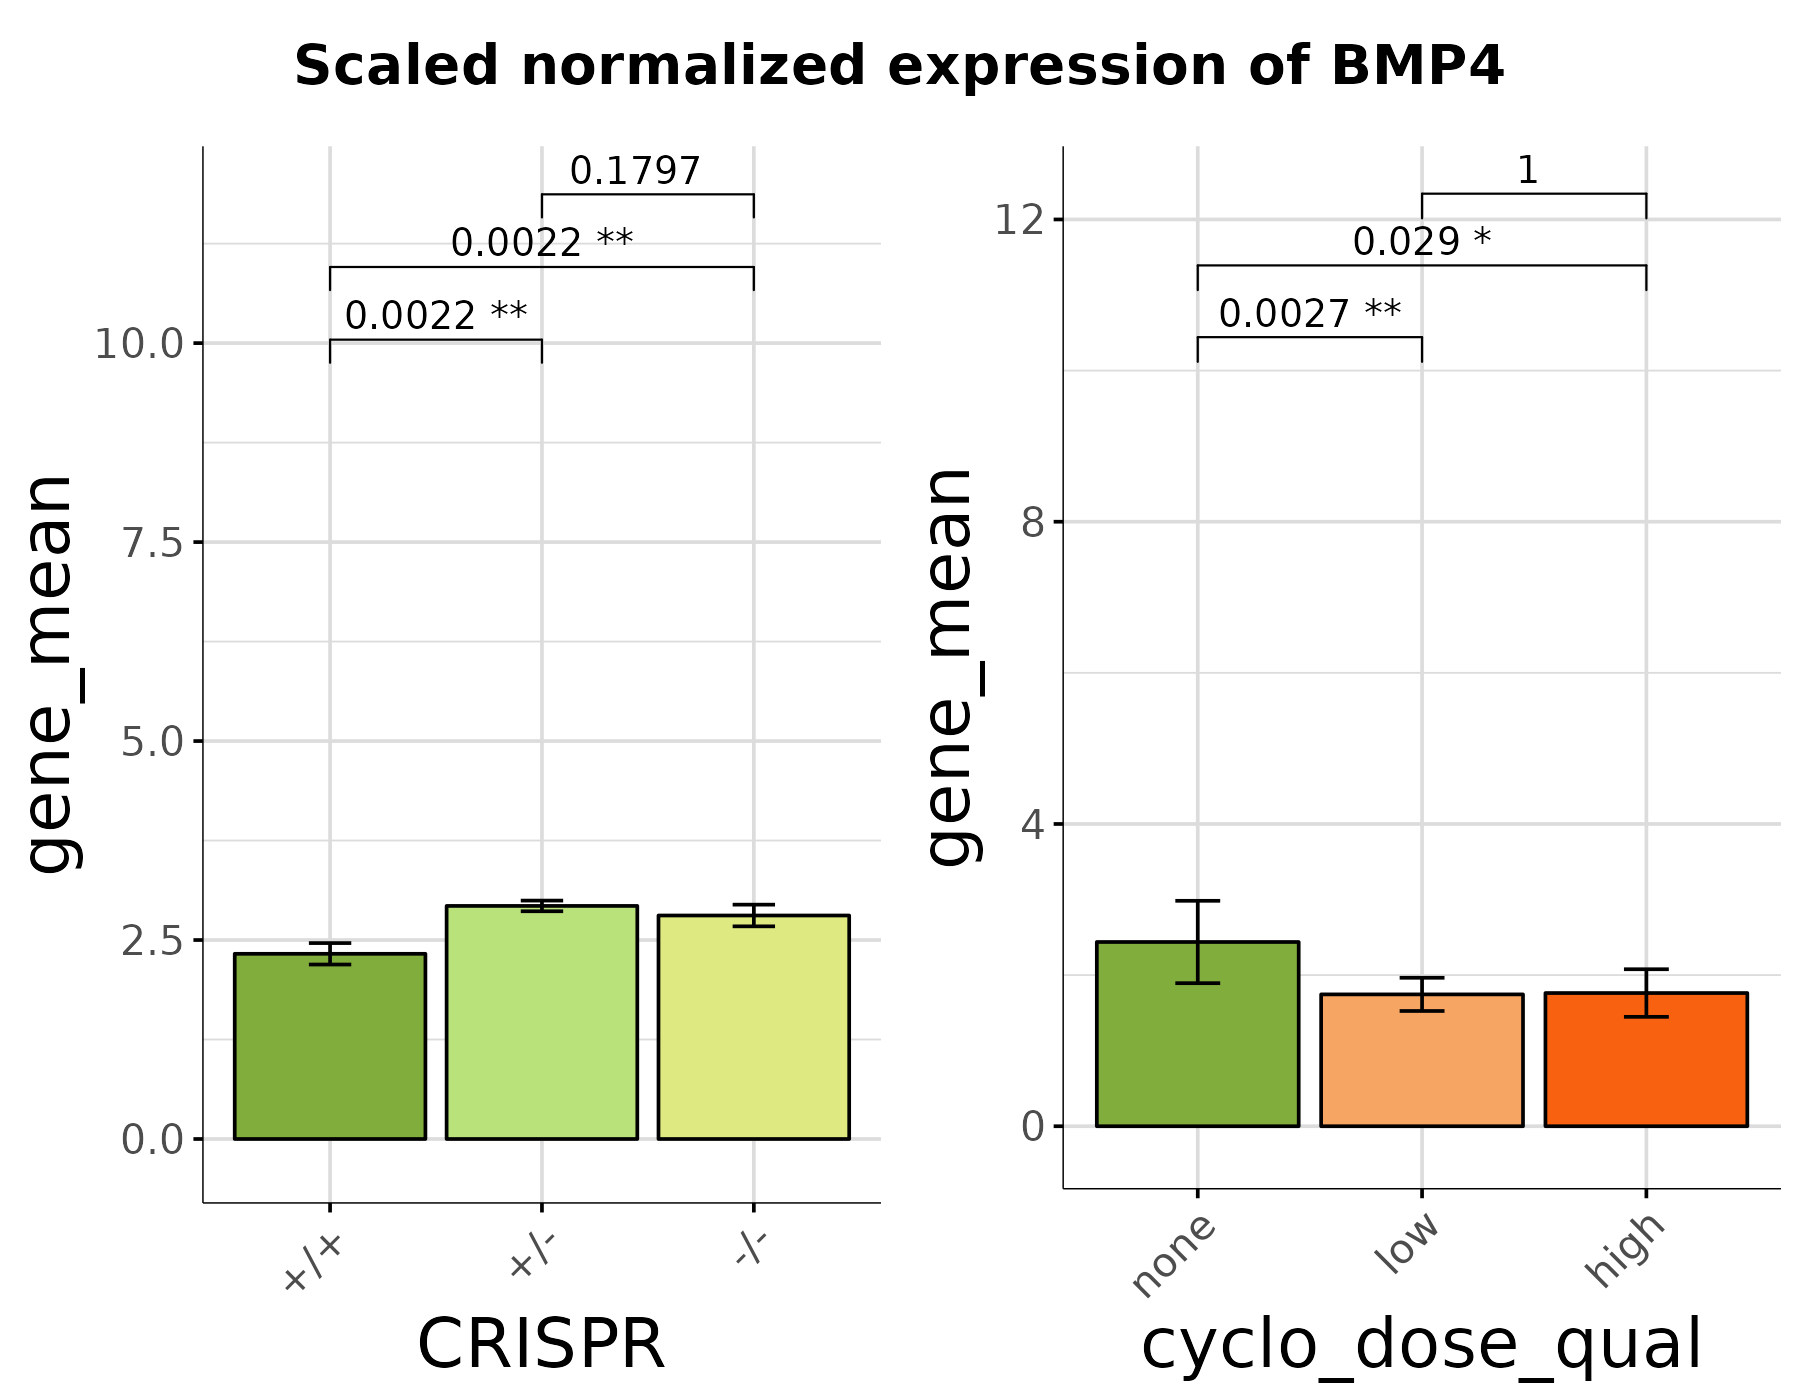 Scaled normalized expression of BMP4
gene_mean
10.0
7.5
5.0
2.5
0.0
0.1797
0.0022 **
0.0022 **
+/+
+/-
-/-
CRISPR
gene_mean
12
8
4
0
1
0.029 *
0.0027 **
none
low
high
cyclo_dose_qual